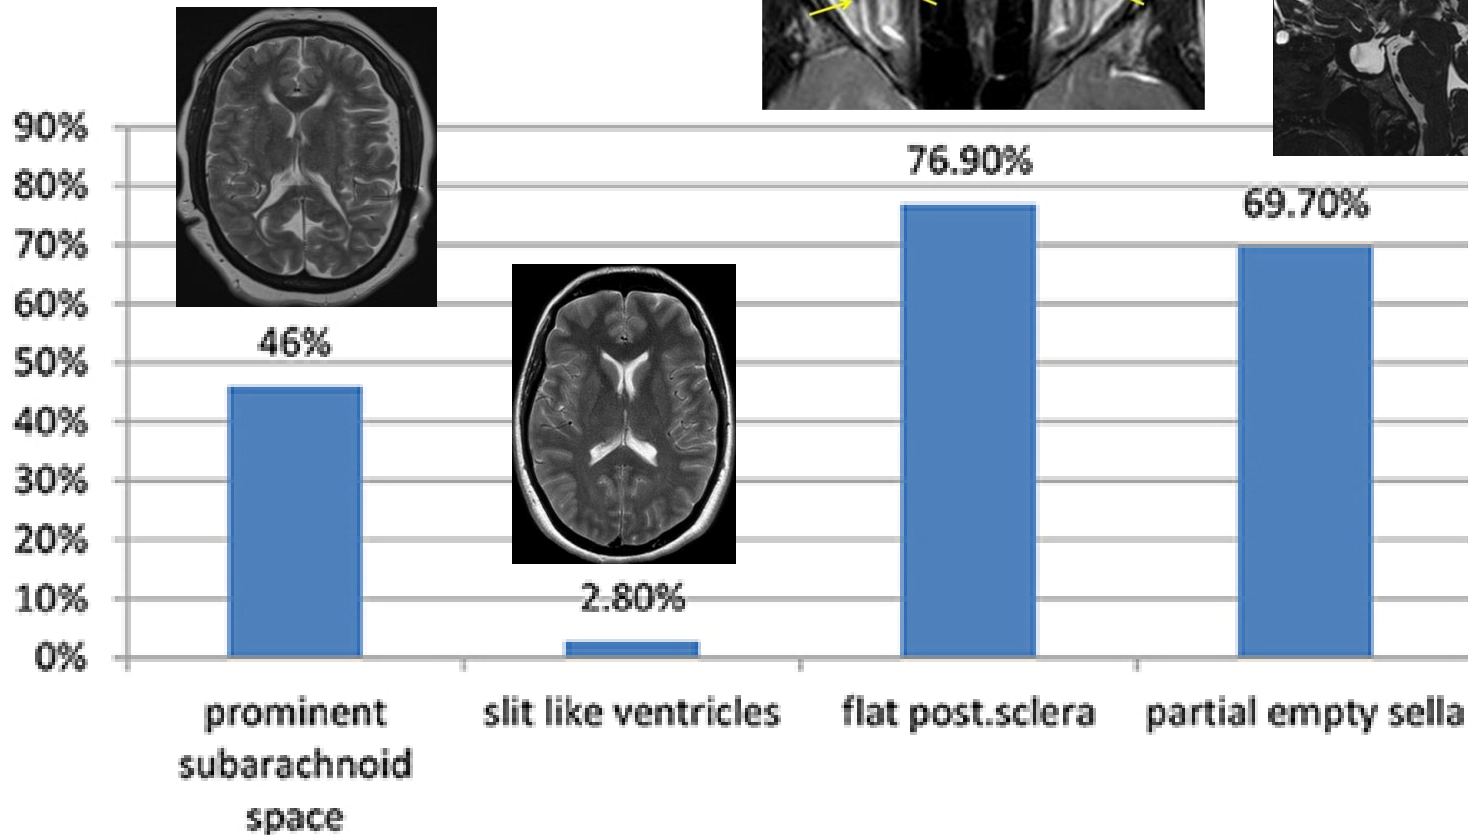 90%
80%
70%
60%
50%
40%
30%
20%
10%
0%
46%
2.80%
76.90%
69.70%
prominent
subarachnoid
space
slit like ventricles
flat post.sclera
partial empty sella